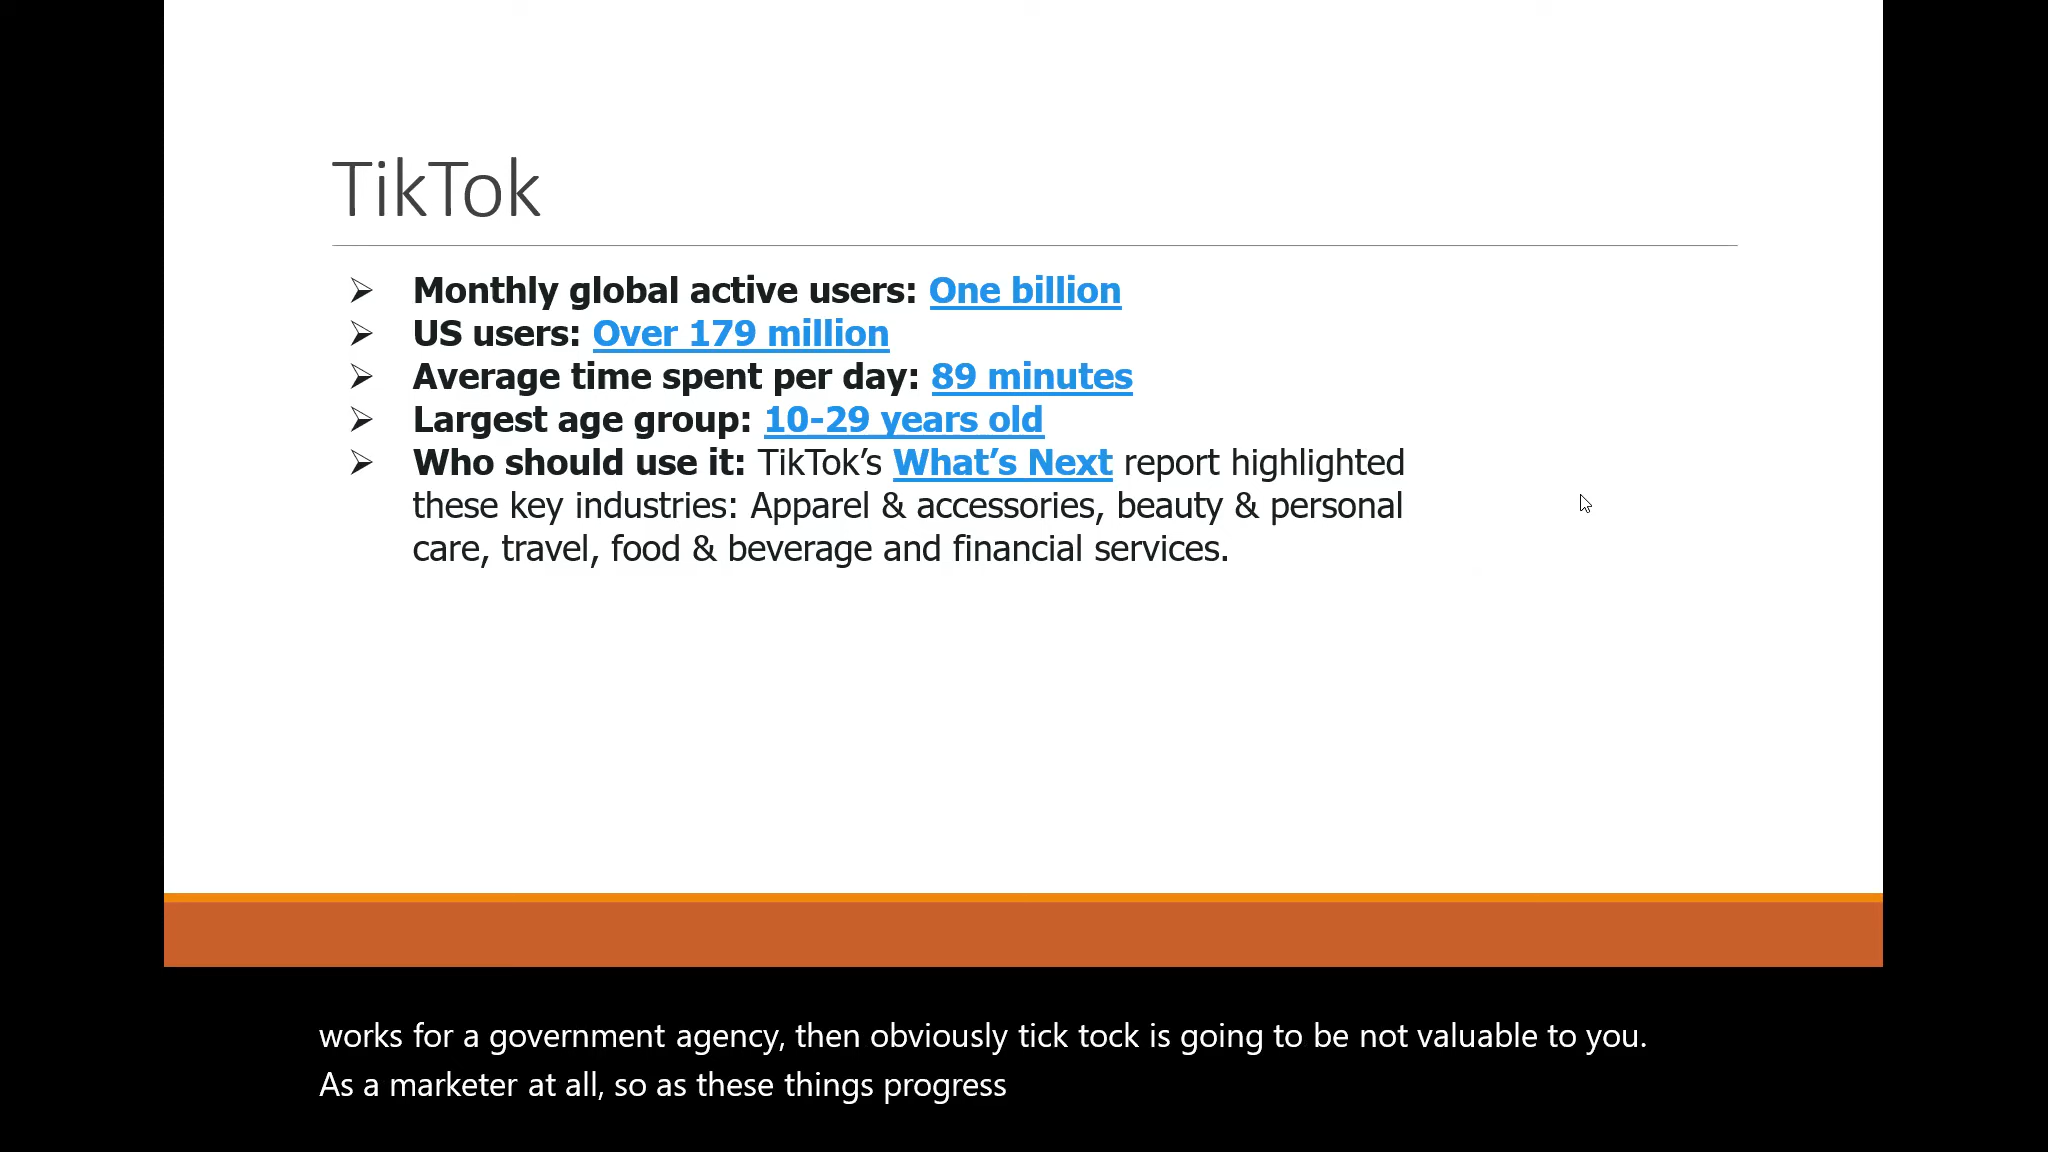 TikTok
Monthly global active users: One billion
US users: Over 179 million
Average time spent per day: 89 minutes
Largest age group: 10-29 years old
Who should use it: TikTok’s What’s Next report highlighted
these key industries: Apparel & accessories, beauty & personal
care, travel, food & beverage and financial services.
works for a government agency, then obviously tick tock is going to be not valuable to you.
As a marketer at all, so as these things progress